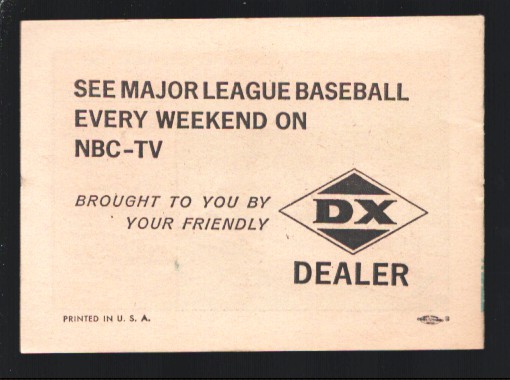 SEE MAJOR LEAGUE BASEBALL
EVERY WEEKEND ON
NBC-TV
BROUGHT TO YOU BY
YOUR FRIENDLY
DX
DEALER
PRINTED IN U. S. A.